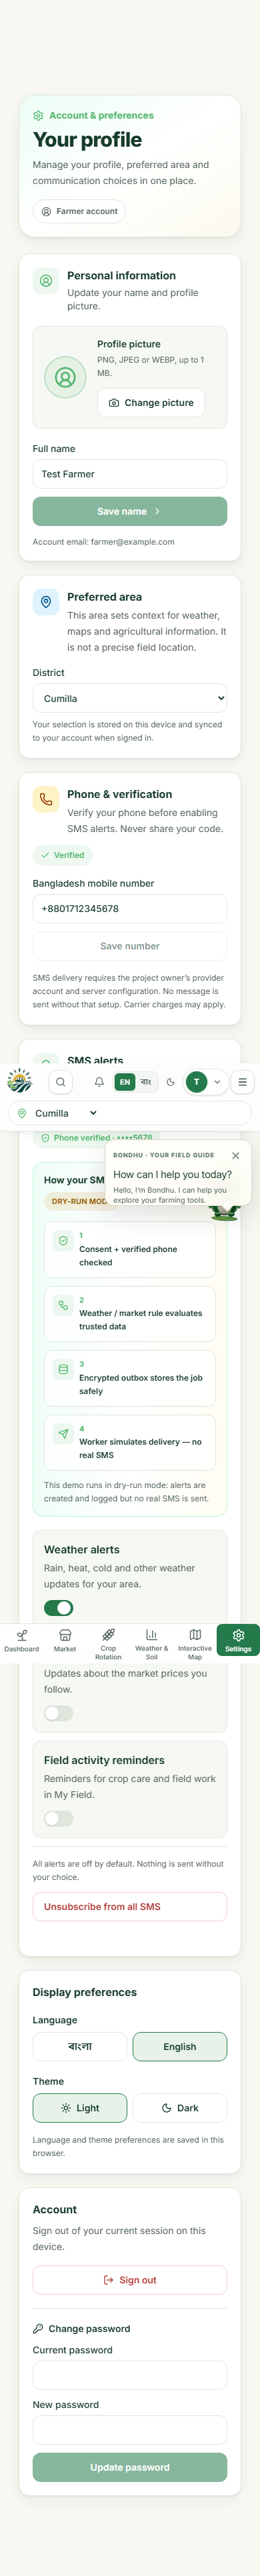 Account & preferences
Your profile
Manage your profile, preferred area and
communication choices in one place.
Farmer account
Personal information
Update your name and profile
picture.
Profile picture
PNG, JPEG or WEBP, up to 1
MB.
Change picture
Full name
Test Farmer
Save name
Account email: farmer@example.com
Preferred area
This area sets context for weather,
maps and agricultural information. It
is not a precise field location.
District
Cumilla
Your selection is stored on this device and synced
to your account when signed in.
Phone & verification
Verify your phone before enabling
SMS alerts. Never share your code.
Verified
Bangladesh mobile number
+8801712345678
Save number
SMS delivery requires the project owner's provider
account and server configuration. No message is
sent without that setup. Carrier charges may apply.
SMS alerts
EN
বাং
T
Cumilla
Phone verified · ••••5678
BONDHU · YOUR FIELD GUIDE
How can I help you today?
Hello, I'm Bondhu. I can help you
explore your farming tools.
How your SM
DRY-RUN MOD
1
Consent + verified phone
checked
2
Weather / market rule evaluates
trusted data
3
Encrypted outbox stores the job
safely
4
Worker simulates delivery — no
real SMS
This demo runs in dry-run mode: alerts are
created and logged but no real SMS is sent.
Weather alerts
Rain, heat, cold and other weather
updates for your area.
Dashboard
Market
Crop
Rotation
Weather &
Soil
Interactive
Map
Settings
Updates about the market prices you
follow.
Field activity reminders
Reminders for crop care and field work
in My Field.
All alerts are off by default. Nothing is sent without
your choice.
Unsubscribe from all SMS
Display preferences
Language
বাংলা
English
Theme
Light
Dark
Language and theme preferences are saved in this
browser.
Account
Sign out of your current session on this
device.
Sign out
Change password
Current password
New password
Update password